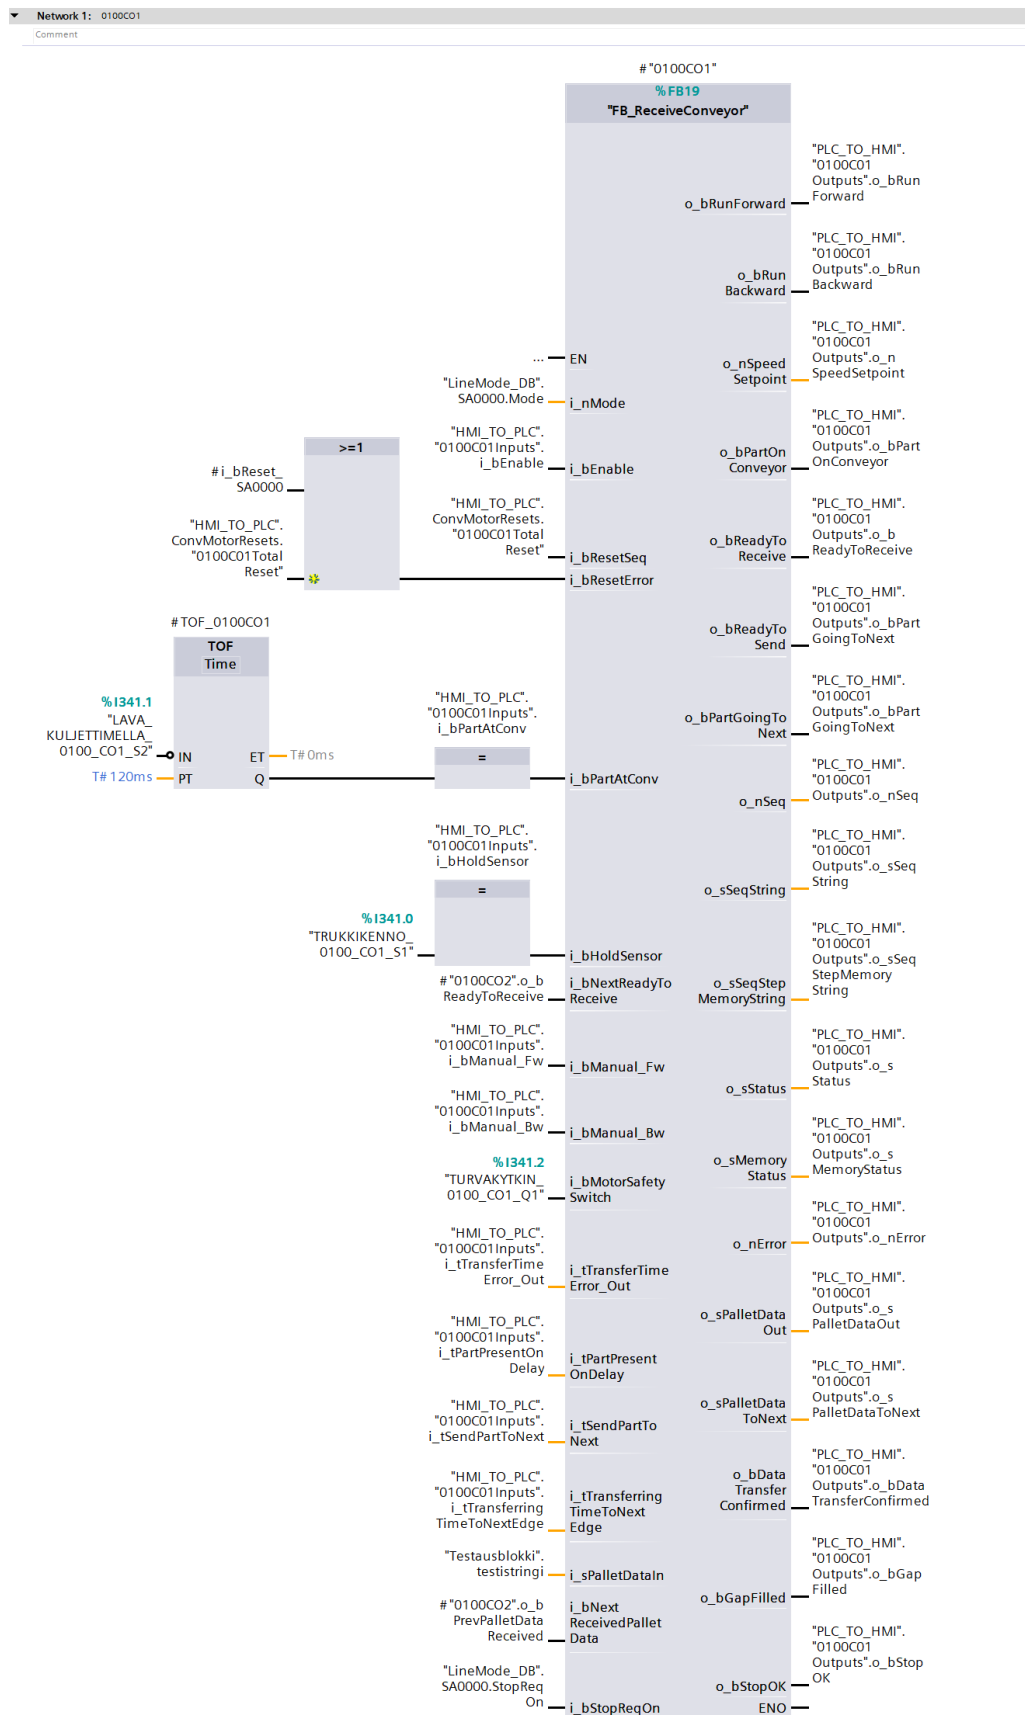 Network 1: 0100CO1
Comment
#"0100CO1"
%FB19
"FB_ReceiveConveyor"
"PLC_TO_HMI".
"0100C01
Outputs".o_bRun
Forward
o_bRunForward
"PLC_TO_HMI".
"0100C01
Outputs".o_bRun
Backward
o_bRun
Backward
"PLC_TO_HMI".
"0100C01
Outputs".o_n
SpeedSetpoint
o_nSpeed
Setpoint
...
EN
"LineMode_DB".
SA0000.Mode
i_nMode
"PLC_TO_HMI".
"0100C01
Outputs".o_bPart
OnConveyor
o_bPartOn
Conveyor
"HMI_TO_PLC".
"0100C01Inputs".
i_bEnable
i_bEnable
>=1
#i_bReset_
SA0000
"HMI_TO_PLC".
ConvMotorResets.
"0100C01Total
Reset"
"HMI_TO_PLC".
ConvMotorResets.
"0100C01Total
Reset"
i_bResetSeq
i_bResetError
"PLC_TO_HMI".
"0100C01
Outputs".o_b
ReadyToReceive
o_bReadyTo
Receive
"PLC_TO_HMI".
"0100C01
Outputs".o_bPart
GoingToNext
o_bReadyTo
Send
#TOF_0100CO1
TOF
Time
%I341.1
"LAVA_
KULJETTIMELLA_
0100_CO1_S2"
IN
ET
T#0ms
T#120ms
PT
Q
"HMI_TO_PLC".
"0100C01Inputs".
i_bPartAtConv
=
i_bPartAtConv
"PLC_TO_HMI".
"0100C01
Outputs".o_bPart
GoingToNext
o_bPartGoingTo
Next
"PLC_TO_HMI".
"0100C01
Outputs".o_nSeq
o_nSeq
"HMI_TO_PLC".
"0100C01Inputs".
i_bHoldSensor
=
%I341.0
"TRUKKIKENNO_
0100_CO1_S1"
i_bHoldSensor
"PLC_TO_HMI".
"0100C01
Outputs".o_sSeq
String
o_sSeqString
#"0100CO2".o_b
ReadyToReceive
i_bNextReadyTo
Receive
"PLC_TO_HMI".
"0100C01
Outputs".o_sSeq
StepMemory
String
o_sSeqStep
MemoryString
"HMI_TO_PLC".
"0100C01Inputs".
i_bManual_Fw
i_bManual_Fw
"PLC_TO_HMI".
"0100C01
Outputs".o_s
Status
o_sStatus
"HMI_TO_PLC".
"0100C01Inputs".
i_bManual_Bw
i_bManual_Bw
"PLC_TO_HMI".
"0100C01
Outputs".o_s
MemoryStatus
o_sMemory
Status
%I341.2
"TURVAKYTKIN_
0100_CO1_Q1"
i_bMotorSafety
Switch
"PLC_TO_HMI".
"0100C01
Outputs".o_nError
o_nError
"HMI_TO_PLC".
"0100C01Inputs".
i_tTransferTime
Error_Out
i_tTransferTime
Error_Out
"PLC_TO_HMI".
"0100C01
Outputs".o_s
PalletDataOut
o_sPalletData
Out
"HMI_TO_PLC".
"0100C01Inputs".
i_tPartPresentOn
Delay
i_tPartPresent
OnDelay
"PLC_TO_HMI".
"0100C01
Outputs".o_s
PalletDataToNext
o_sPalletData
ToNext
"HMI_TO_PLC".
"0100C01Inputs".
i_tSendPartToNext
i_tSendPartTo
Next
"PLC_TO_HMI".
"0100C01
Outputs".o_bData
TransferConfirmed
o_bData
Transfer
Confirmed
"HMI_TO_PLC".
"0100C01Inputs".
i_tTransferring
TimeToNextEdge
i_tTransferring
TimeToNext
Edge
"Testausblokki".
testistringi
i_sPalletDataIn
"PLC_TO_HMI".
"0100C01
Outputs".o_bGap
Filled
o_bGapFilled
#"0100CO2".o_b
PrevPalletData
Received
i_bNext
ReceivedPallet
Data
"PLC_TO_HMI".
"0100C01
Outputs".o_bStop
OK
o_bStopOK
"LineMode_DB".
SA0000.StopReq
On
i_bStopReqOn
ENO